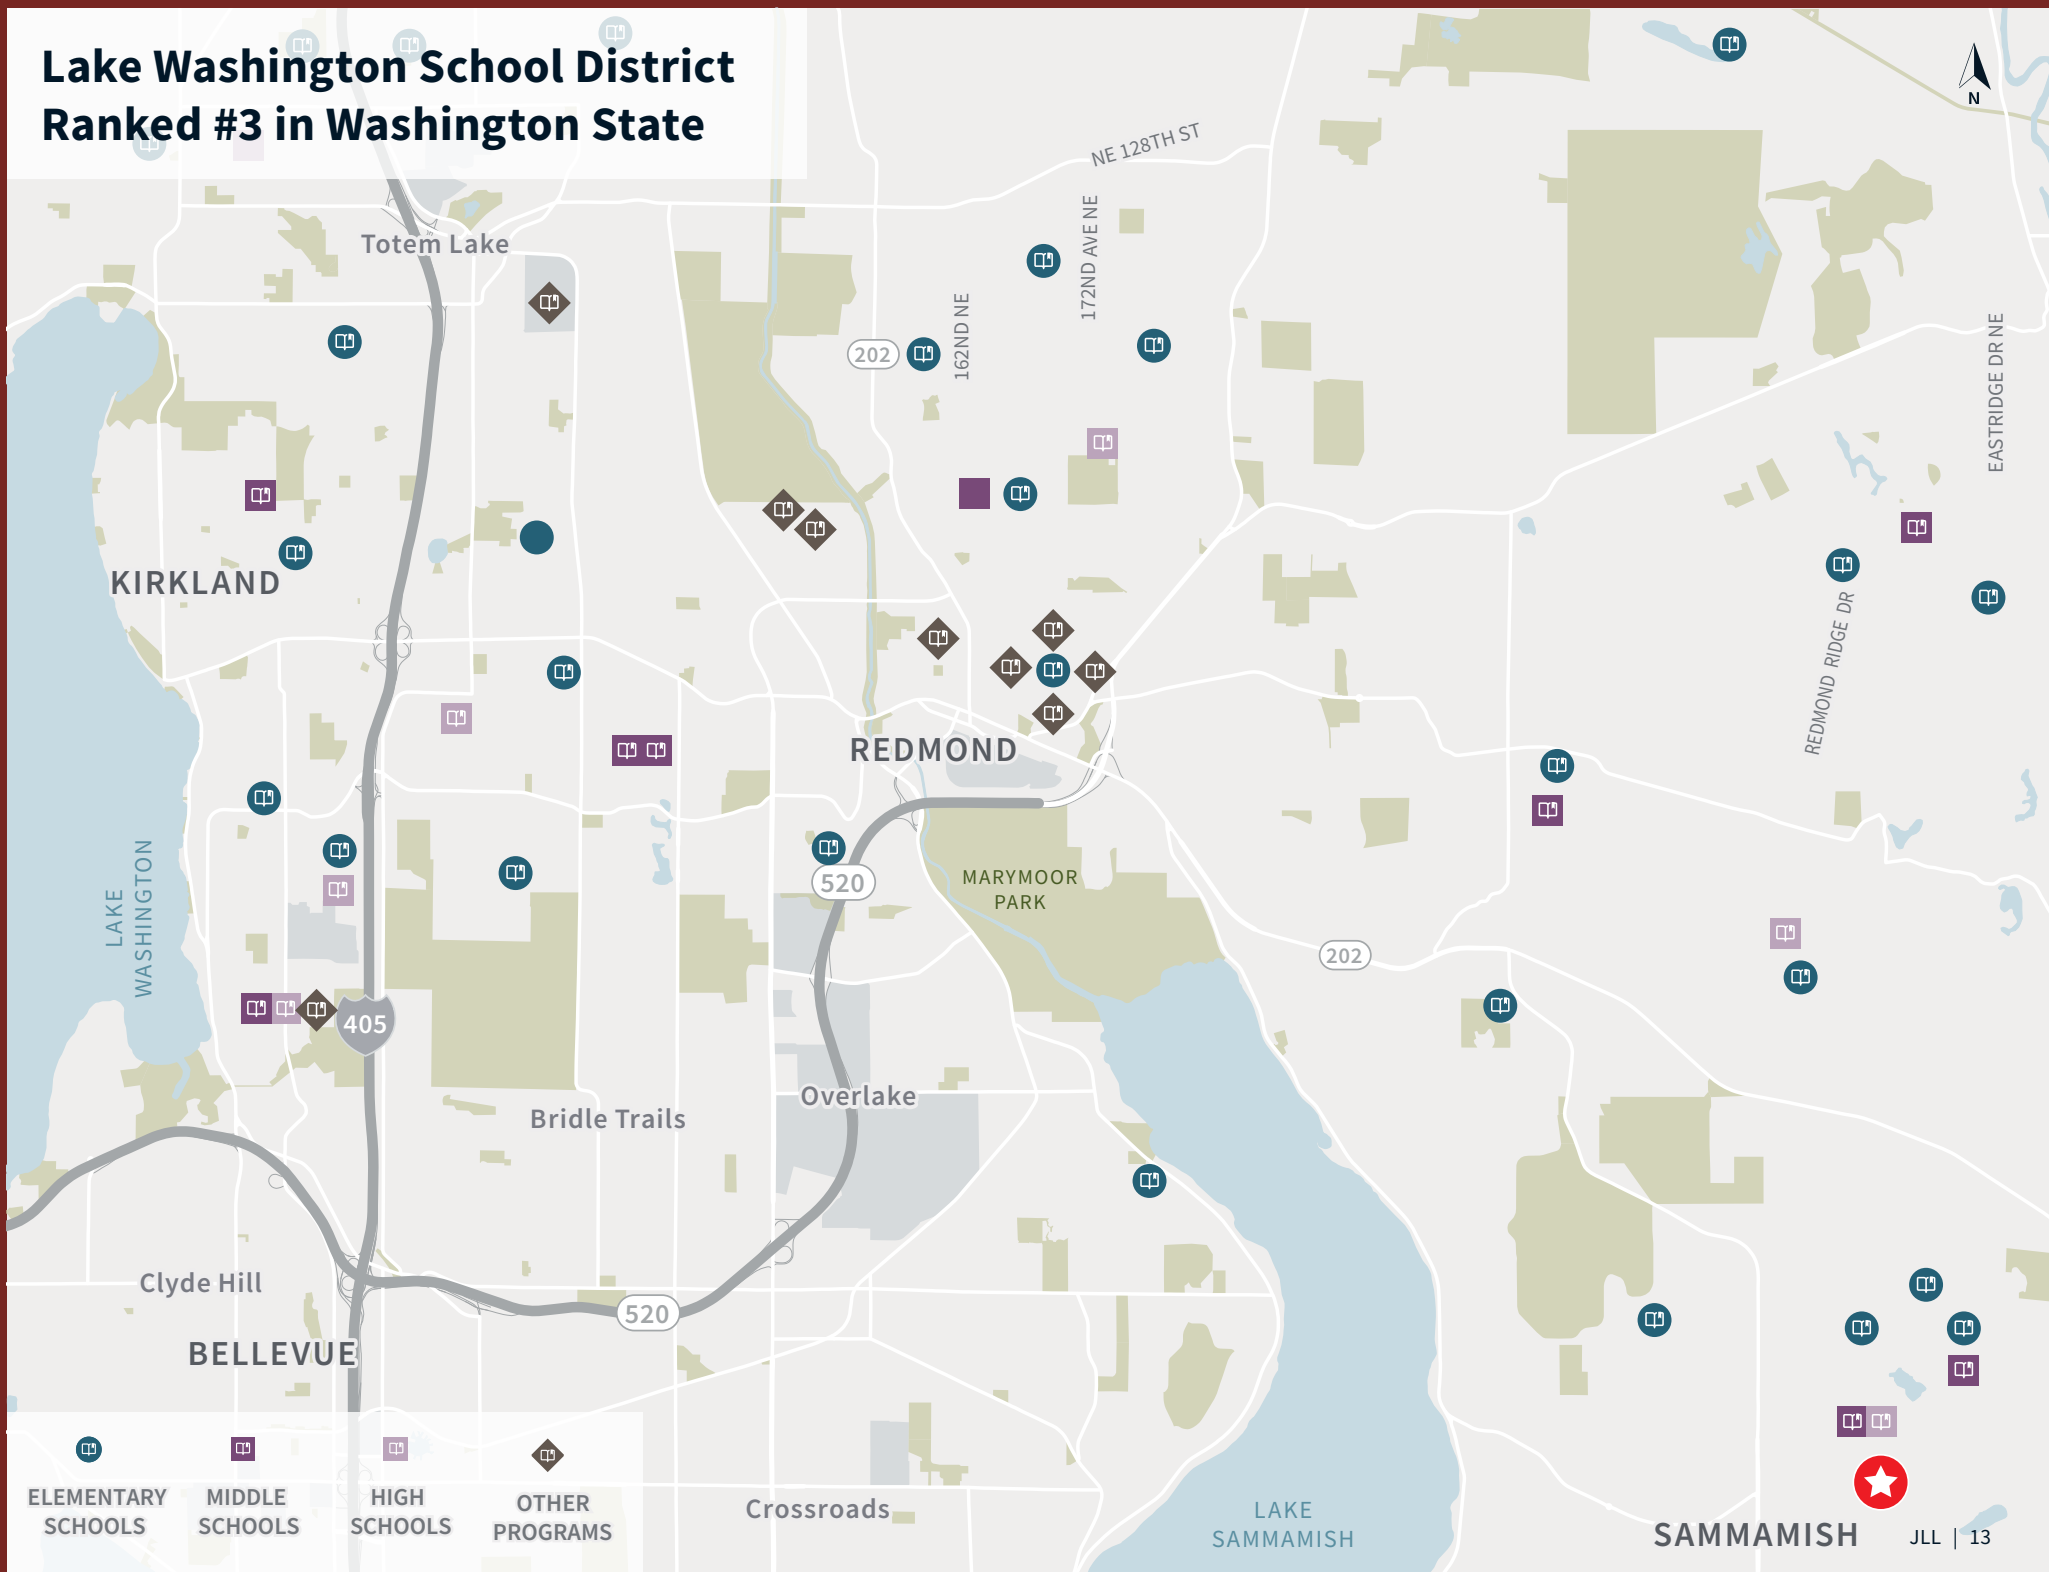 Lake Washington School District
Ranked #3 in Washington State
N
NE 128TH ST
172ND AVE NE
Totem Lake
162ND NE
202
EASTRIDGE DR NE
KIRKLAND
REDMOND RIDGE DR
REDMOND
LAKE
WASHINGTON
520
MARYMOOR
PARK
202
405
Overlake
Bridle Trails
Clyde Hill
520
BELLEVUE
ELEMENTARY
SCHOOLS
MIDDLE
SCHOOLS
HIGH
SCHOOLS
OTHER
PROGRAMS
Crossroads
LAKE
SAMMAMISH
SAMMAMISH
JLL | 13